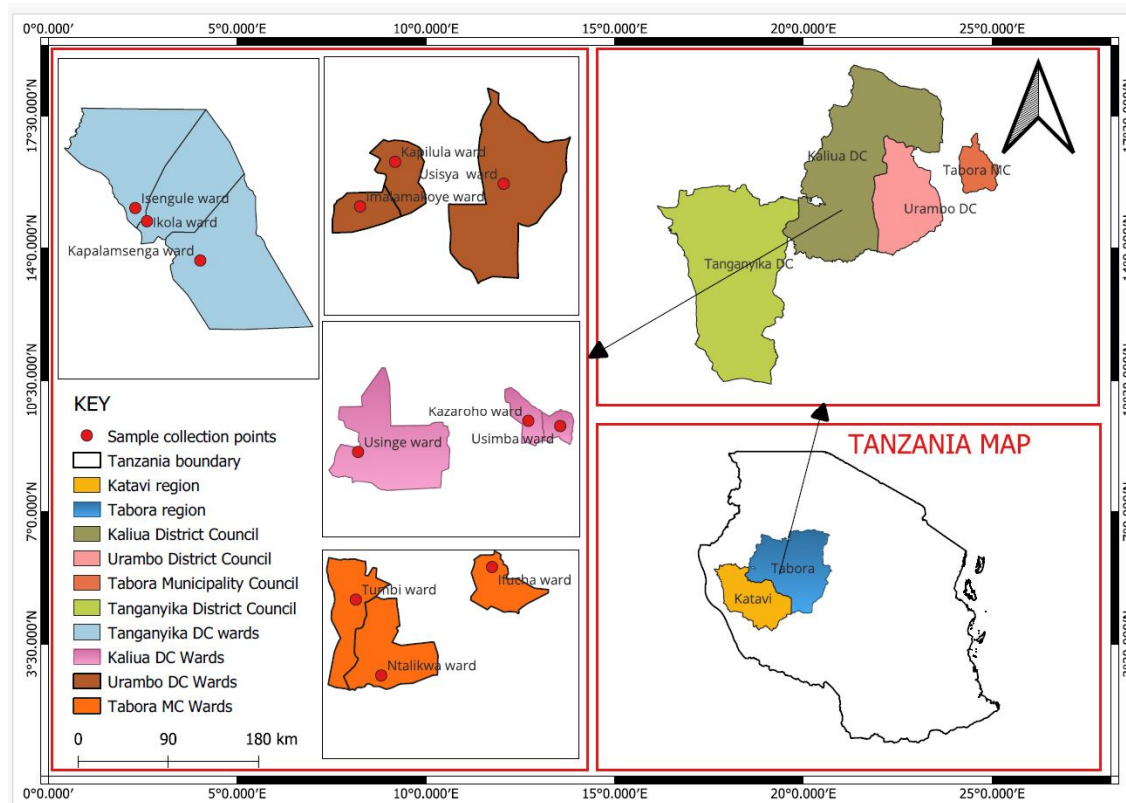 0°0.000′ 5°0.000′E 10°0.000′E 15°0.000′E 20°0.000′E 25°0.000′E
17°30.000′N
14°0.000′N
10°30.000′N
7°0.000′N
3°30.000′N
Isengule ward
Ikola ward
Kapalamsenga ward
Kapilula ward
Usisya ward
imalamakoye ward
Kazaroho ward
Usinge ward
Usimba ward
Tumbi ward
Ifucha ward
Ntalikwa ward
KEY
Sample collection points
Tanzania boundary
Katavi region
Tabora region
Kaliua District Council
Urambo District Council
Tabora Municipality Council
Tanganyika District Council
Tanganyika DC wards
Kaliua DC Wards
Urambo DC Wards
Tabora MC Wards
0 90 180 km
Kaliua DC
Tabora MC
Urambo DC
Tanganyika DC
TANZANIA MAP
Tabora
Katavi
0°0.000′ 5°0.000′E 10°0.000′E 15°0.000′E 20°0.000′E 25°0.000′E